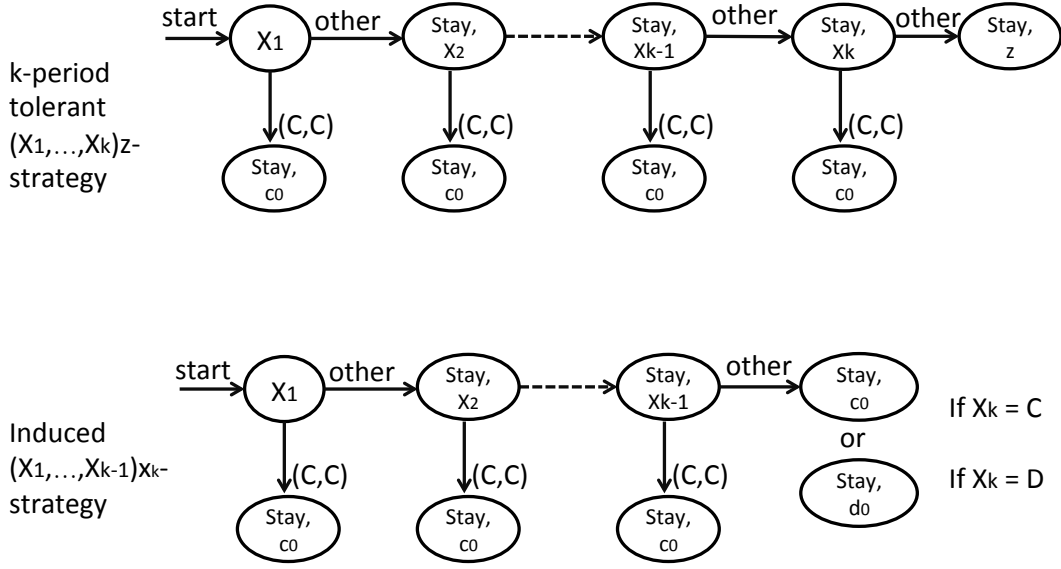 start
X1
other
Stay,
X2
Stay,
Xk-1
other
Stay,
Xk
other
Stay,
z
k-period
tolerant
(X1,…,Xk)z-
strategy
(C,C)
(C,C)
(C,C)
(C,C)
Stay,
c0
Stay,
c0
Stay,
c0
Stay,
c0
start
X1
other
Stay,
X2
Stay,
Xk-1
other
Stay,
c0
If Xk = C
or
Stay,
d0
If Xk = D
Induced
(X1,…,Xk-1)xk-
strategy
(C,C)
(C,C)
(C,C)
Stay,
c0
Stay,
c0
Stay,
c0